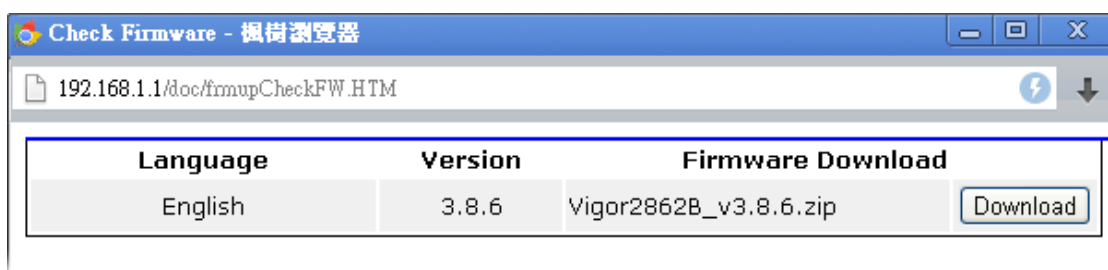 Check Firmware - 楓樹瀏覽器
192.168.1.1/doc/frmupCheckFW.HTM
Language Version Firmware Download
English 3.8.6 Vigor2862B_v3.8.6.zip Download